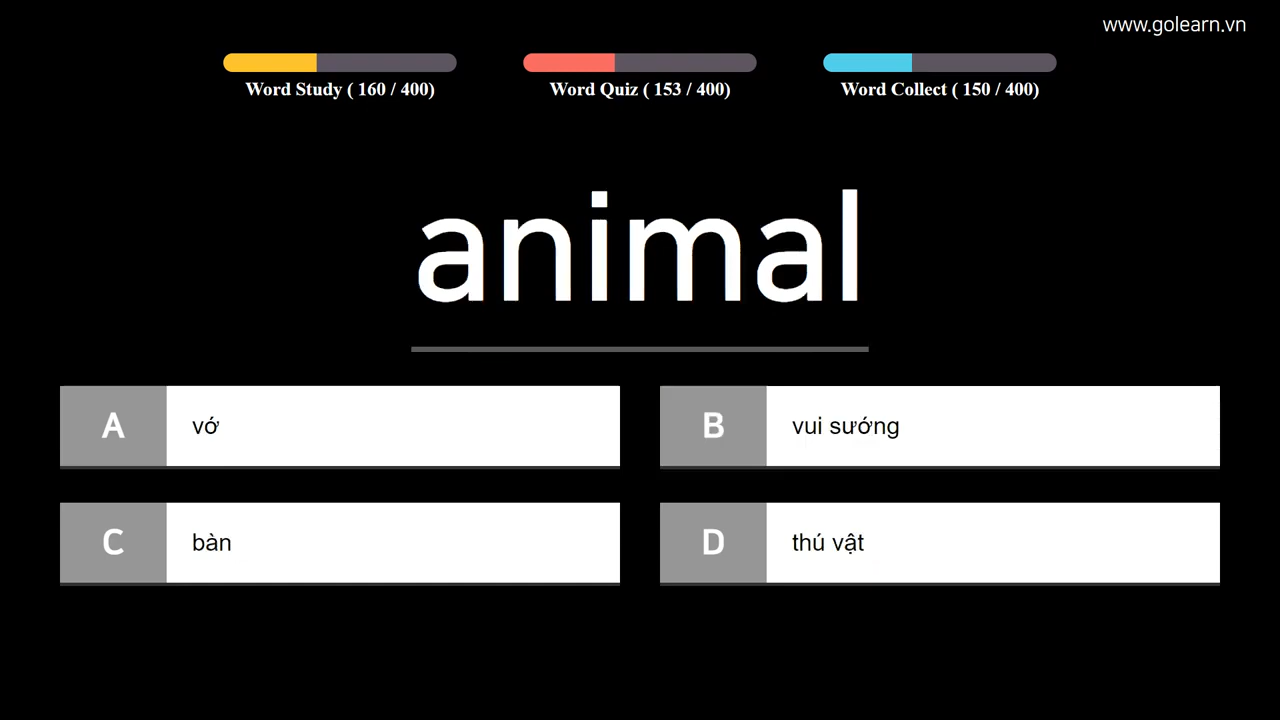 www.golearn.vn
Word Study ( 160 / 400)
Word Quiz ( 153 / 400)
Word Collect ( 150 / 400)
animal
A vớ
B vui sướng
C bàn
D thú vật